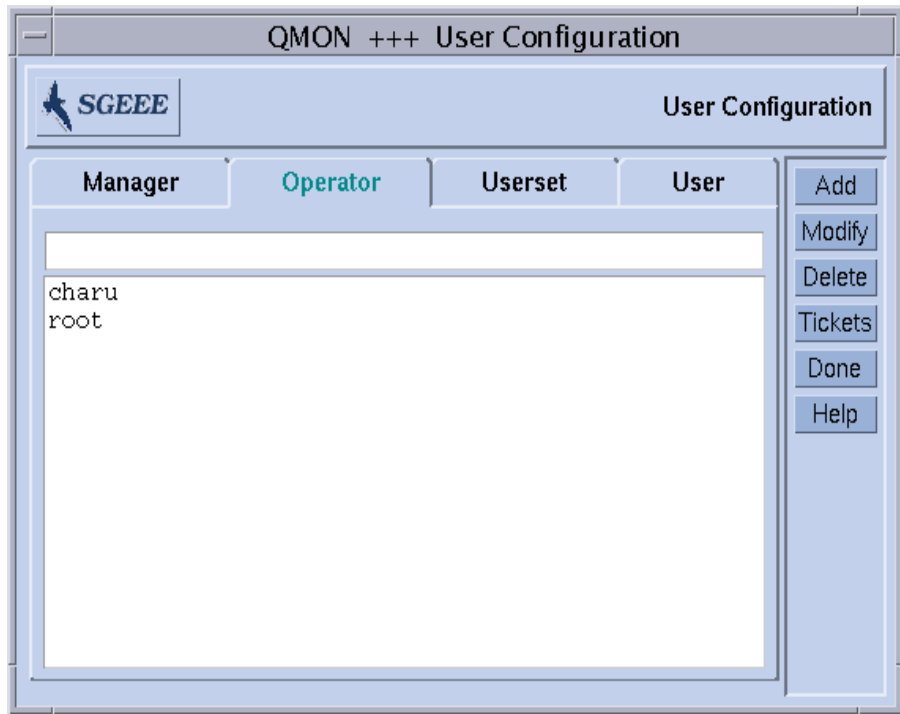 QMON +++ User Configuration
SGEEE
User Configuration
Manager Operator Userset User
charu
root
Add
Modify
Delete
Tickets
Done
Help